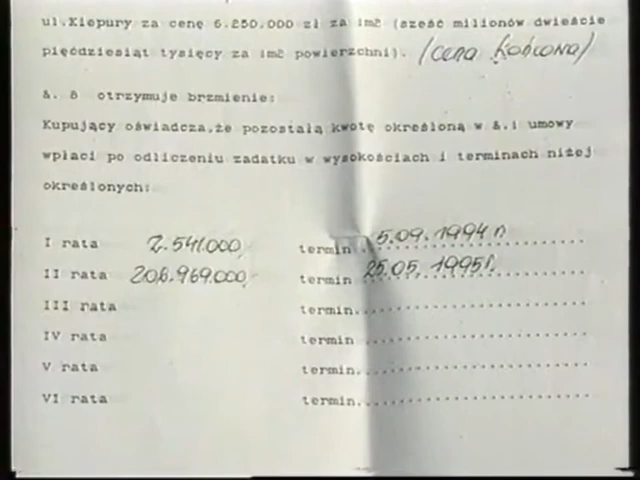 ul.Kiepury za cenę 6.250.000 zł za 1m2 (sześć milionów dwieście
pięćdziesiąt tysięcy za 1m2 powierzchni). /cena końcowa/
&. 8 otrzymuje brzmienie:
Kupujący oświadcza,że pozostałą kwotę określoną w &.1 umowy
wpłaci po odliczeniu zadatku w wysokościach i terminach niżej
określonych:
I rata 2.541.000,- termin 5.09.1994 r.
II rata 206.969.000,- termin 25.05.1995 r.
III rata termin....................
IV rata termin ....................
V rata termin....................
VI rata termin....................